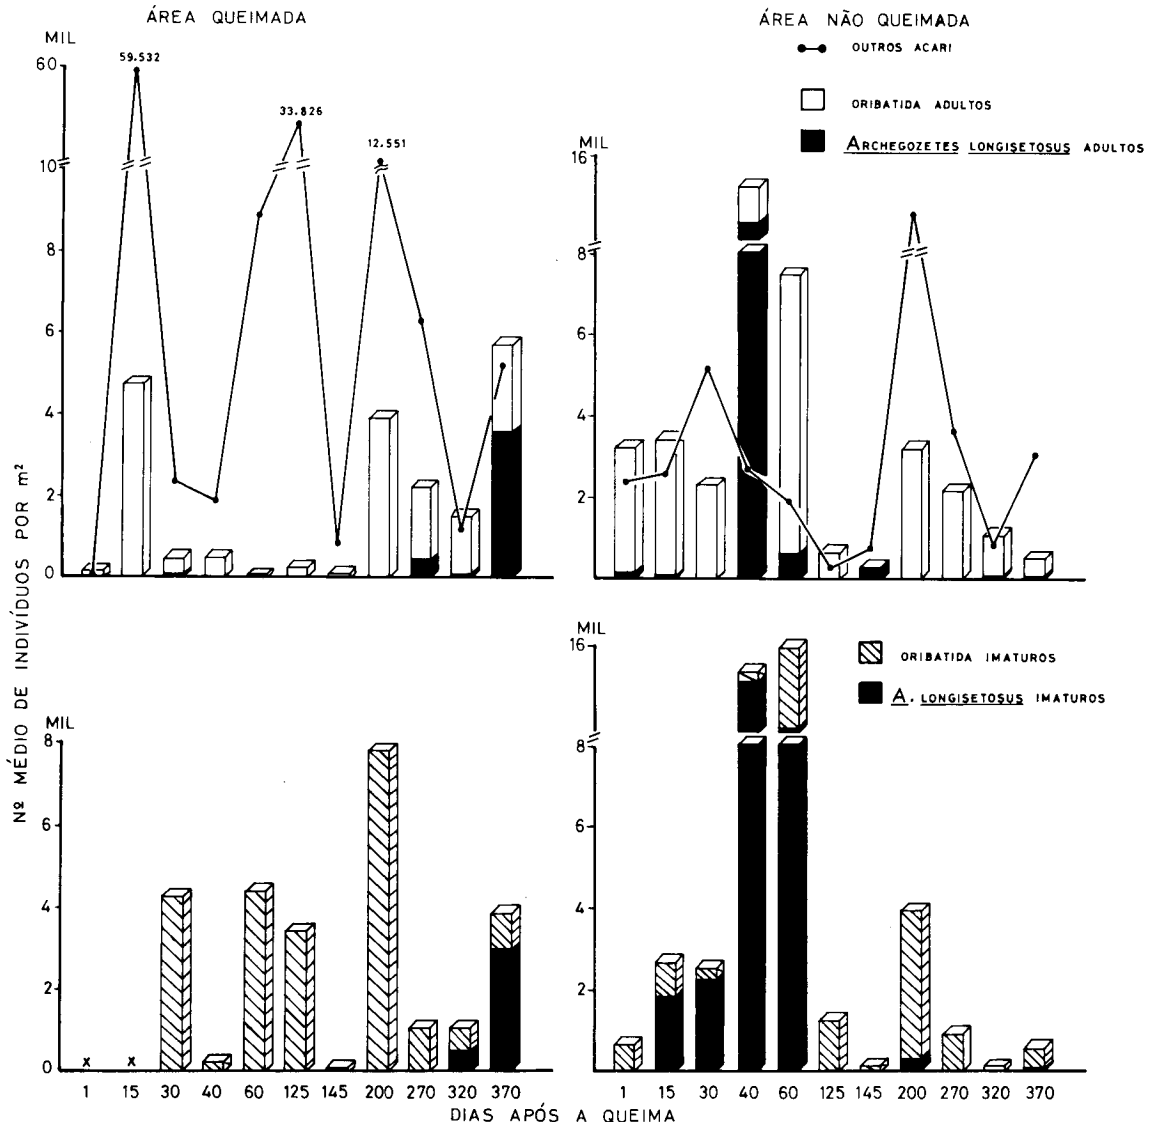 ÁREA QUEIMADA
ÁREA NÃO QUEIMADA
OUTROS ACARI
ORIBATIDA ADULTOS
ARCHEGOZETES LONGISETOSUS ADULTOS
MIL
60
10
8
6
4
2
0
59.532
33.826
12.551
MIL
16
8
6
4
2
Nº MÉDIO DE INDIVÍDUOS POR m²
MIL
8
6
4
2
0
x
x
1 15 30 40 60 125 145 200 270 320 370
MIL
16
8
6
4
2
ORIBATIDA IMATUROS
A. LONGISETOSUS IMATUROS
1 15 30 40 60 125 145 200 270 320 370
DIAS APÓS A QUEIMA